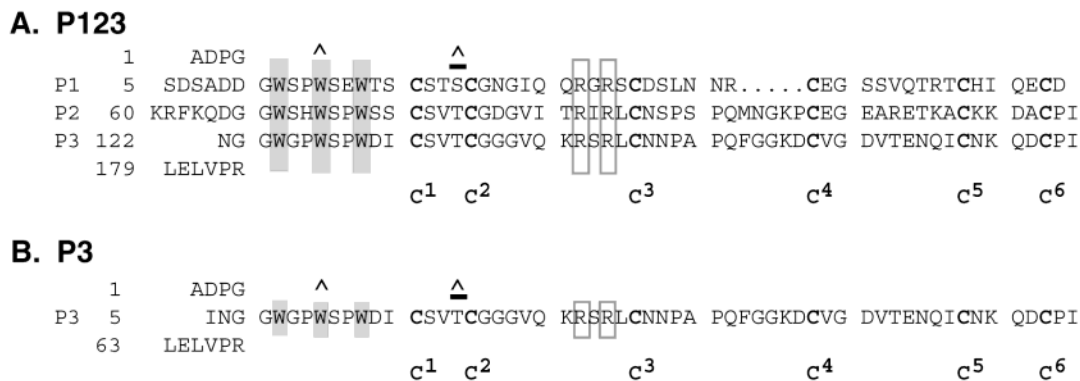 A. P123
^ ^
1 ADPG
P1 5 SDSADD GWSPWSEWTS CSTSCGNGIQ QRGRSCDSLN NR.....CEG SSVQTRTCHI QECD
P2 60 KRFKQDG GWSHWSPWSS CSVTCGDGVI TRIRLCNSPS PQMNGKPCEG EARETKACKK DACPI
P3 122 NG GWGPWSPWDI CSVTCGGGVQ KRSRLCNNPA PQFGGKDCVG DVTENQICNK QDCPI
179 LELVPR
C1 C2 C3 C4 C5 C6
B. P3
^ ^
1 ADPG
P3 5 ING GWGPWSPWDI CSVTCGGGVQ KRSRLCNNPA PQFGGKDCVG DVTENQICNK QDCPI
63 LELVPR
C1 C2 C3 C4 C5 C6